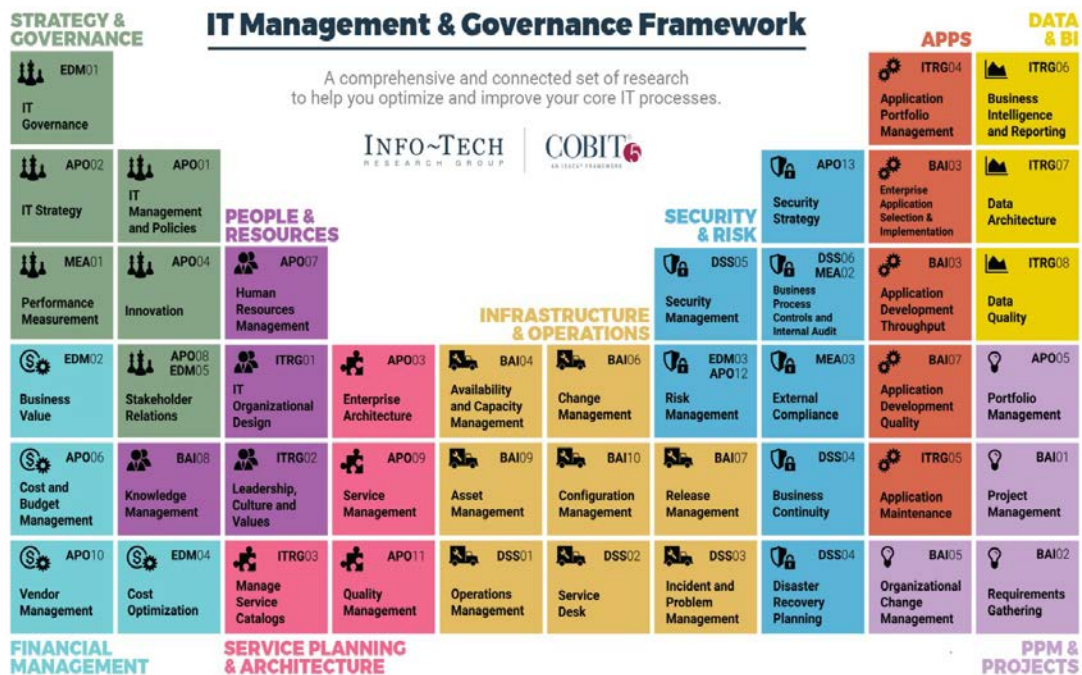 STRATEGY &
GOVERNANCE
IT Management & Governance Framework
A comprehensive and connected set of research
to help you optimize and improve your core IT processes.
INFO~TECH
RESEARCH GROUP
COBIT 5
AN ISACA® FRAMEWORK
APPS
DATA
& BI
EDM01
IT
Governance
ITRG04
Application
Portfolio
Management
ITRG06
Business
Intelligence
and Reporting
APO02
IT Strategy
APO01
IT
Management
and Policies
PEOPLE &
RESOURCES
SECURITY
& RISK
APO13
Security
Strategy
BAI03
Enterprise
Application
Selection &
Implementation
ITRG07
Data
Architecture
MEA01
Performance
Measurement
APO04
Innovation
APO07
Human
Resources
Management
INFRASTRUCTURE
& OPERATIONS
DSS05
Security
Management
DSS06
MEA02
Business
Process
Controls and
Internal Audit
BAI03
Application
Development
Throughput
ITRG08
Data
Quality
EDM02
Business
Value
APO08
EDM05
Stakeholder
Relations
ITRG01
IT
Organizational
Design
APO03
Enterprise
Architecture
BAI04
Availability
and Capacity
Management
BAI06
Change
Management
EDM03
APO12
Risk
Management
MEA03
External
Compliance
BAI07
Application
Development
Quality
APO05
Portfolio
Management
APO06
Cost and
Budget
Management
BAI08
Knowledge
Management
ITRG02
Leadership,
Culture and
Values
APO09
Service
Management
BAI09
Asset
Management
BAI10
Configuration
Management
BAI07
Release
Management
DSS04
Business
Continuity
ITRG05
Application
Maintenance
BAI01
Project
Management
APO10
Vendor
Management
EDM04
Cost
Optimization
ITRG03
Manage
Service
Catalogs
APO11
Quality
Management
DSS01
Operations
Management
DSS02
Service
Desk
DSS03
Incident and
Problem
Management
DSS04
Disaster
Recovery
Planning
BAI05
Organizational
Change
Management
BAI02
Requirements
Gathering
FINANCIAL
MANAGEMENT
SERVICE PLANNING
& ARCHITECTURE
PPM &
PROJECTS